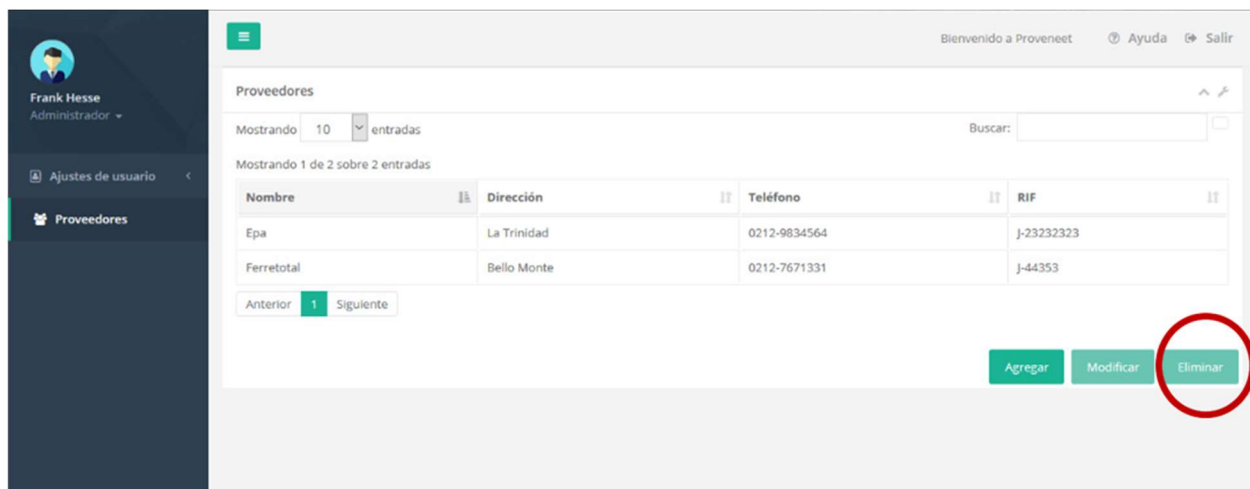 Bienvenido a Proveneet Ayuda Salir
Frank Hesse
Administrador
Ajustes de usuario
Proveedores
Proveedores
Mostrando 10 entradas Buscar:
Mostrando 1 de 2 sobre 2 entradas
Nombre Dirección Teléfono RIF
Epa La Trinidad 0212-9834564 J-23232323
Ferretotal Bello Monte 0212-7671331 J-44353
Anterior 1 Siguiente
Agregar Modificar Eliminar